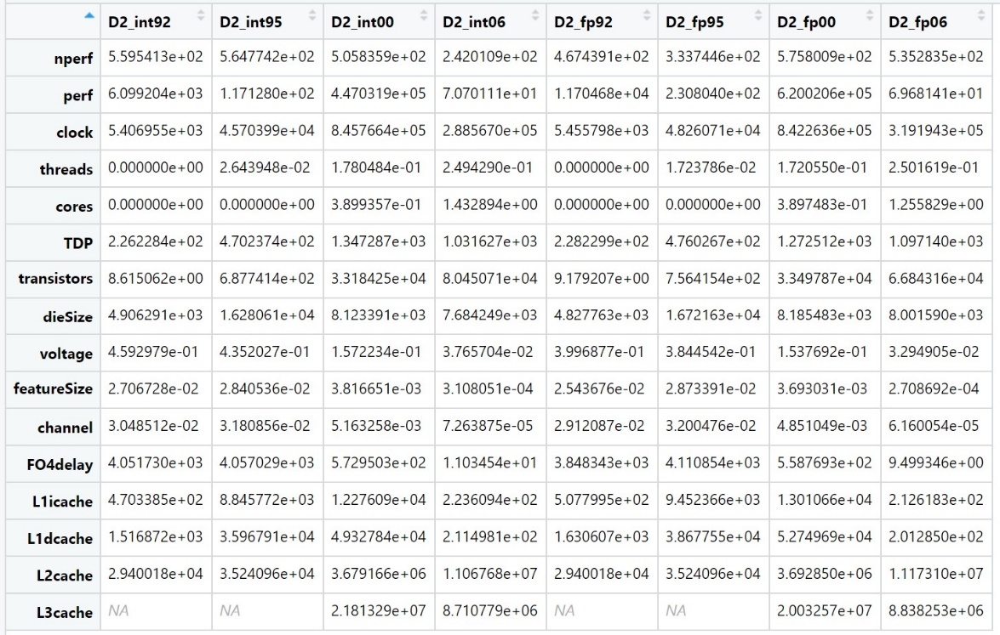 D2_int92 D2_int95 D2_int00 D2_int06 D2_fp92 D2_fp95 D2_fp00 D2_fp06
nperf 5.595413e+02 5.647742e+02 5.058359e+02 2.420109e+02 4.674391e+02 3.337446e+02 5.758009e+02 5.352835e+02
perf 6.099204e+03 1.171280e+02 4.470319e+05 7.070111e+01 1.170468e+04 2.308040e+02 6.200206e+05 6.968141e+01
clock 5.406955e+03 4.570399e+04 8.457664e+05 2.885670e+05 5.455798e+03 4.826071e+04 8.422636e+05 3.191943e+05
threads 0.000000e+00 2.643948e-02 1.780484e-01 2.494290e-01 0.000000e+00 1.723786e-02 1.720550e-01 2.501619e-01
cores 0.000000e+00 0.000000e+00 3.899357e-01 1.432894e+00 0.000000e+00 0.000000e+00 3.897483e-01 1.255829e+00
TDP 2.262284e+02 4.702374e+02 1.347287e+03 1.031627e+03 2.282299e+02 4.760267e+02 1.272512e+03 1.097140e+03
transistors 8.615062e+00 6.877414e+02 3.318425e+04 8.045071e+04 9.179207e+00 7.564154e+02 3.349787e+04 6.684316e+04
dieSize 4.906291e+03 1.628061e+04 8.123391e+03 7.684249e+03 4.827763e+03 1.672163e+04 8.185483e+03 8.001590e+03
voltage 4.592979e-01 4.352027e-01 1.572234e-01 3.765704e-02 3.996877e-01 3.844542e-01 1.537692e-01 3.294905e-02
featureSize 2.706728e-02 2.840536e-02 3.816651e-03 3.108051e-04 2.543676e-02 2.873391e-02 3.693031e-03 2.708692e-04
channel 3.048512e-02 3.180856e-02 5.163258e-03 7.263875e-05 2.912087e-02 3.200476e-02 4.851049e-03 6.160054e-05
FO4delay 4.051730e+03 4.057029e+03 5.729503e+02 1.103454e+01 3.848343e+03 4.110854e+03 5.587693e+02 9.499346e+00
L1icache 4.703385e+02 8.845772e+03 1.227609e+04 2.236094e+02 5.077995e+02 9.452366e+03 1.301066e+04 2.126183e+02
L1dcache 1.516872e+03 3.596791e+04 4.932784e+04 2.114981e+02 1.630607e+03 3.867755e+04 5.274969e+04 2.012850e+02
L2cache 2.940018e+04 3.524096e+04 3.679166e+06 1.106768e+07 2.940018e+04 3.524096e+04 3.692850e+06 1.117310e+07
L3cache NA NA 2.181329e+07 8.710779e+06 NA NA 2.003257e+07 8.838253e+06